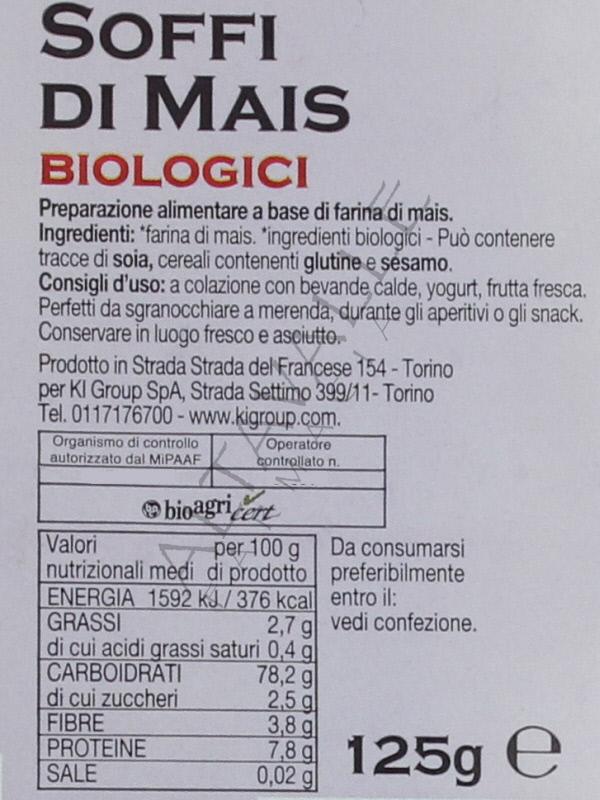 SOFFI
DI MAIS
BIOLOGICI
Preparazione alimentare a base di farina di mais.
Ingredienti: *farina di mais. *ingredienti biologici - Può contenere
tracce di soia, cereali contenenti glutine e sesamo.
Consigli d'uso: a colazione con bevande calde, yogurt, frutta fresca.
Perfetti da sgranocchiare a merenda, durante gli aperitivi o gli snack.
Conservare in luogo fresco e asciutto.
Prodotto in Strada Strada del Francese 154 - Torino
per KI Group SpA, Strada Settimo 399/11- Torino
Tel. 0117176700 - www.kigroup.com.
Organismo di controllo
autorizzato dal MiPAAF
Operatore
controllato n.
bioagricert
Valori per 100 g
nutrizionali medi di prodotto
ENERGIA 1592 kJ / 376 kcal
GRASSI 2,7 g
di cui acidi grassi saturi 0,4 g
CARBOIDRATI 78,2 g
di cui zuccheri 2,5 g
FIBRE 3,8 g
PROTEINE 7,8 g
SALE 0,02 g
Da consumarsi
preferibilmente
entro il:
vedi confezione.
125g e